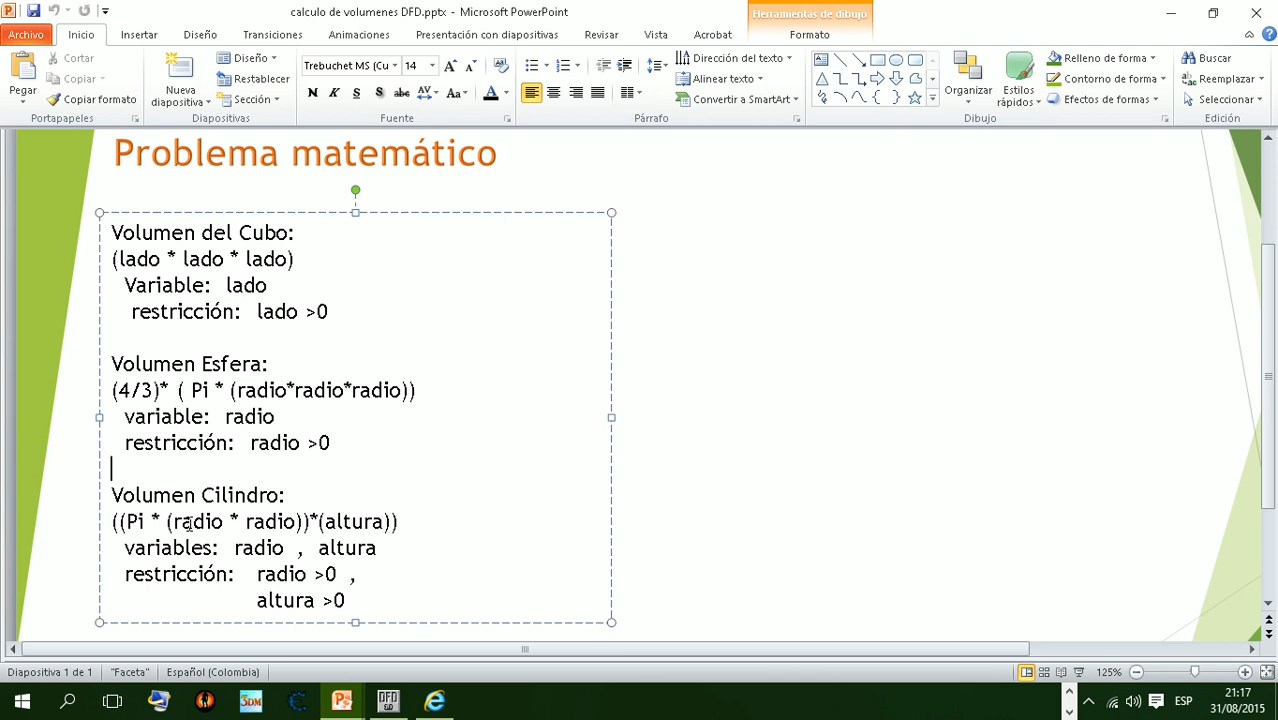 calculo de volumenes DFD.pptx - Microsoft PowerPoint
Herramientas de dibujo
Archivo Inicio Insertar Diseño Transiciones Animaciones Presentación con diapositivas Revisar Vista Acrobat Formato
Pegar
Cortar
Copiar
Copiar formato
Portapapeles
Nueva
diapositiva
Diseño
Restablecer
Sección
Diapositivas
Trebuchet MS (Cu
14
N K S S abc AV Aa A
Fuente
Dirección del texto
Alinear texto
Convertir a SmartArt
Párrafo
Organizar
Estilos
rápidos
Relleno de forma
Contorno de forma
Efectos de formas
Dibujo
Buscar
Reemplazar
Seleccionar
Edición
Problema matemático
Volumen del Cubo:
(lado * lado * lado)
Variable: lado
restricción: lado >0
Volumen Esfera:
(4/3)* ( Pi * (radio*radio*radio))
variable: radio
restricción: radio >0
Volumen Cilindro:
((Pi * (radio * radio))*(altura))
variables: radio , altura
restricción: radio >0 ,
altura >0
Diapositiva 1 de 1 "Faceta" Español (Colombia) 125%
3DM
DFD
ESP
21:17
31/08/2015